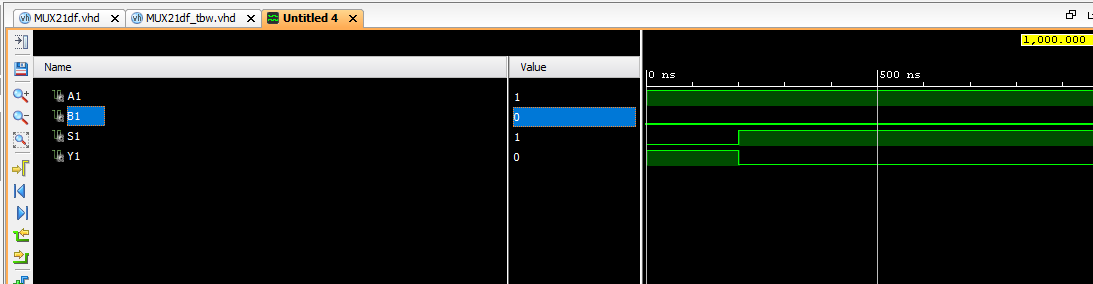 MUX21df.vhd MUX21df_tbw.vhd Untitled 4
1,000.000
Name Value
0 ns 500 ns
A1 1
B1 0
S1 1
Y1 0